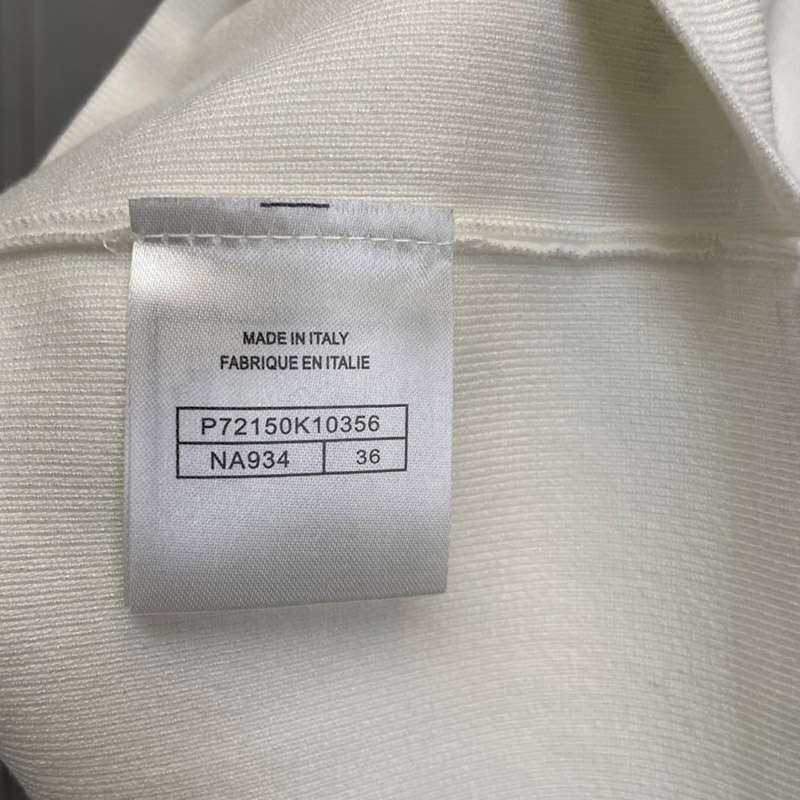 MADE IN ITALY
FABRIQUE EN ITALIE
P72150K10356
NA934 36